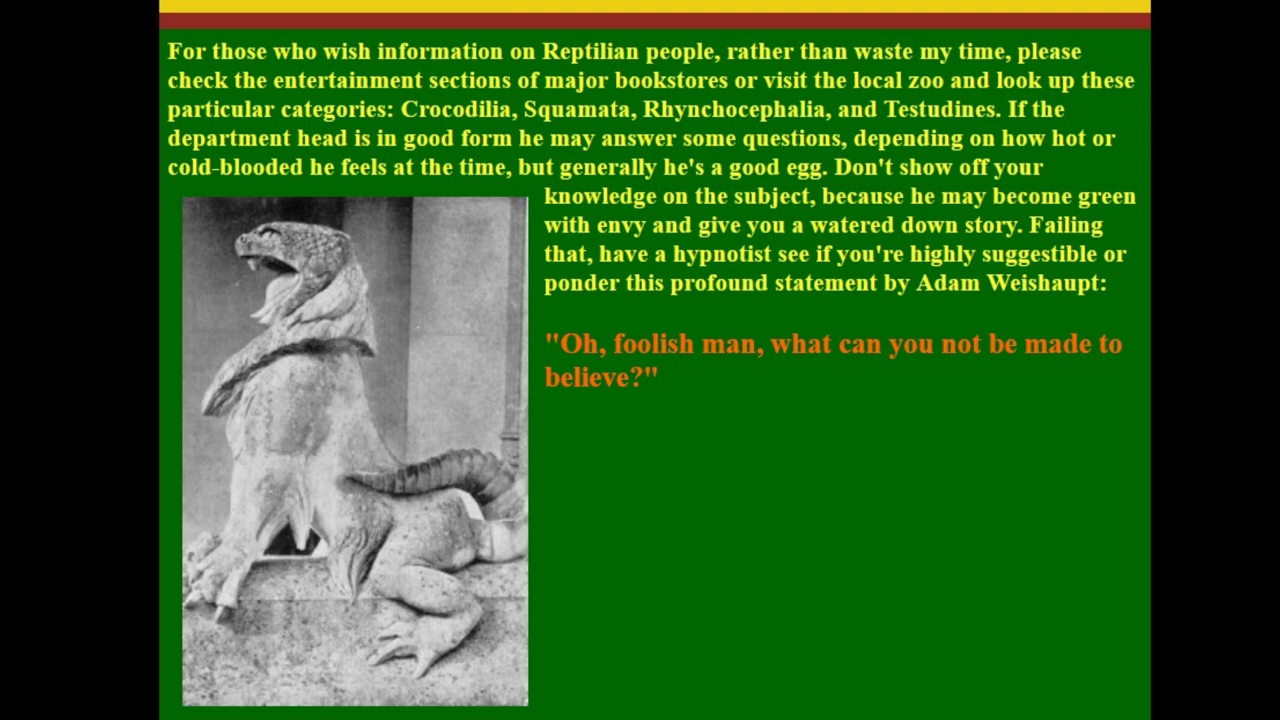 For those who wish information on Reptilian people, rather than waste my time, please
check the entertainment sections of major bookstores or visit the local zoo and look up these
particular categories: Crocodilia, Squamata, Rhynchocephalia, and Testudines. If the
department head is in good form he may answer some questions, depending on how hot or
cold-blooded he feels at the time, but generally he's a good egg. Don't show off your
knowledge on the subject, because he may become green
with envy and give you a watered down story. Failing
that, have a hypnotist see if you're highly suggestible or
ponder this profound statement by Adam Weishaupt:
"Oh, foolish man, what can you not be made to
believe?"